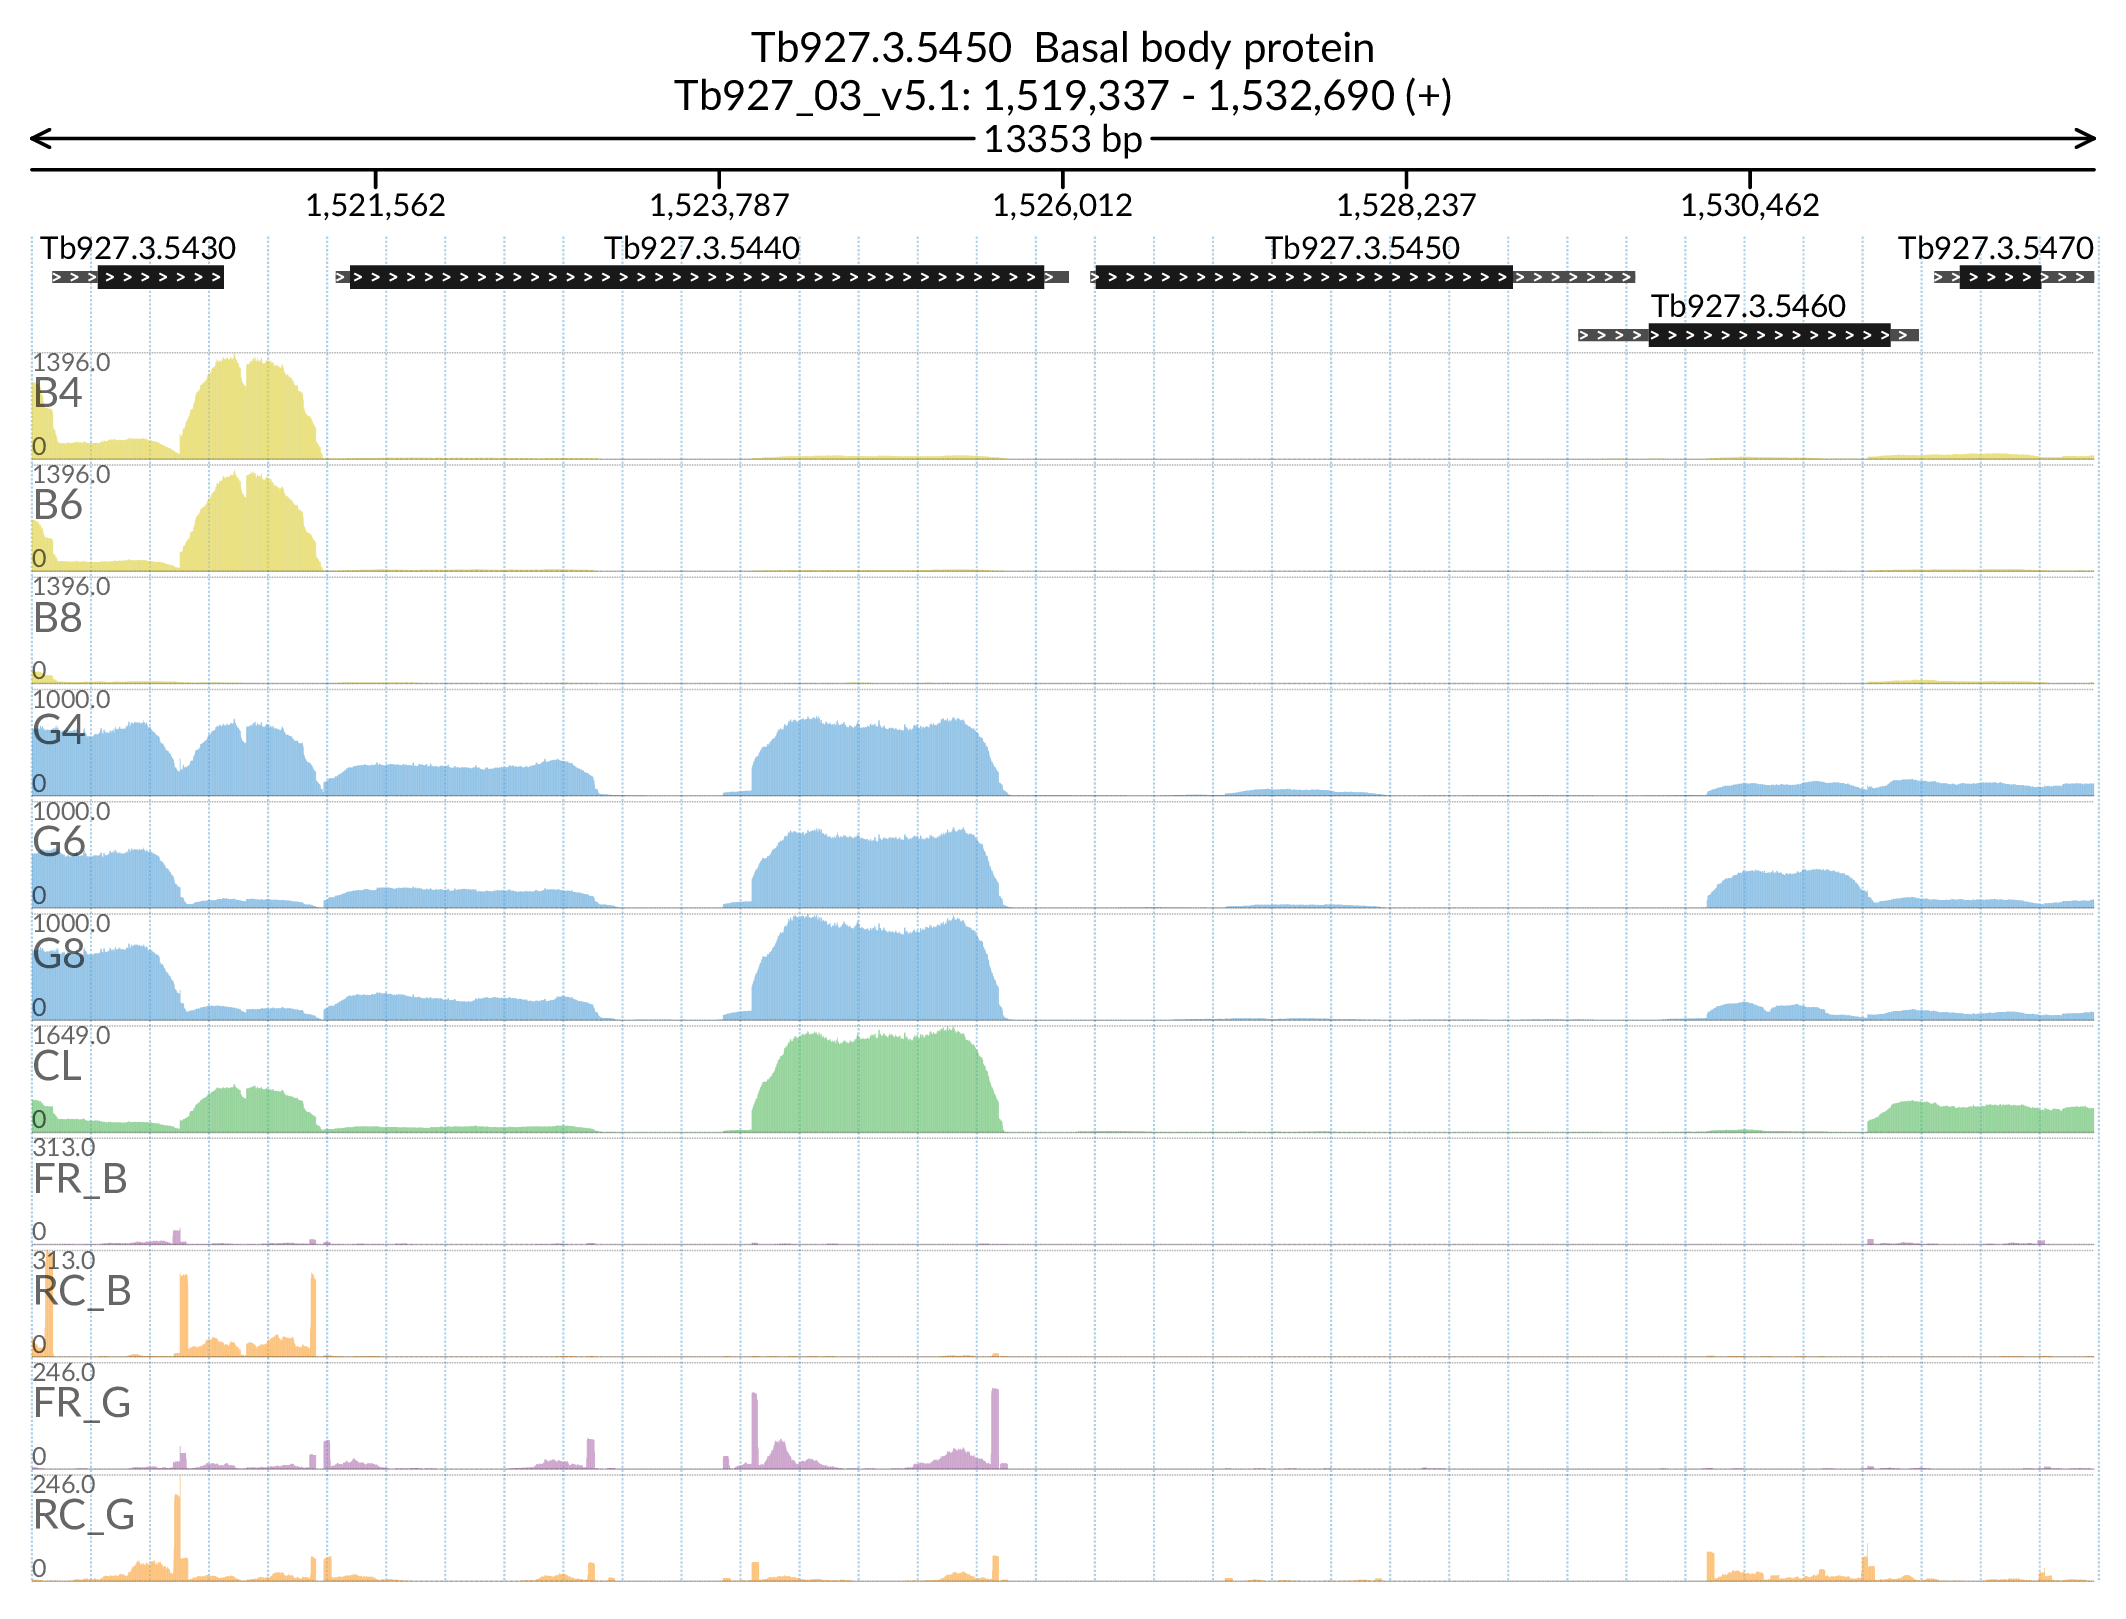 Tb927.3.5450  Basal body protein
Tb927_03_v5.1: 1,519,337 - 1,532,690 (+)
13353 bp
1,521,562 1,523,787 1,526,012 1,528,237 1,530,462
Tb927.3.5430 Tb927.3.5440 Tb927.3.5450 Tb927.3.5470
Tb927.3.5460
1396.0
B4
0
1396.0
B6
0
1396.0
B8
0
1000.0
G4
0
1000.0
G6
0
1000.0
G8
0
1649.0
CL
0
313.0
FR_B
0
313.0
RC_B
0
246.0
FR_G
0
246.0
RC_G
0